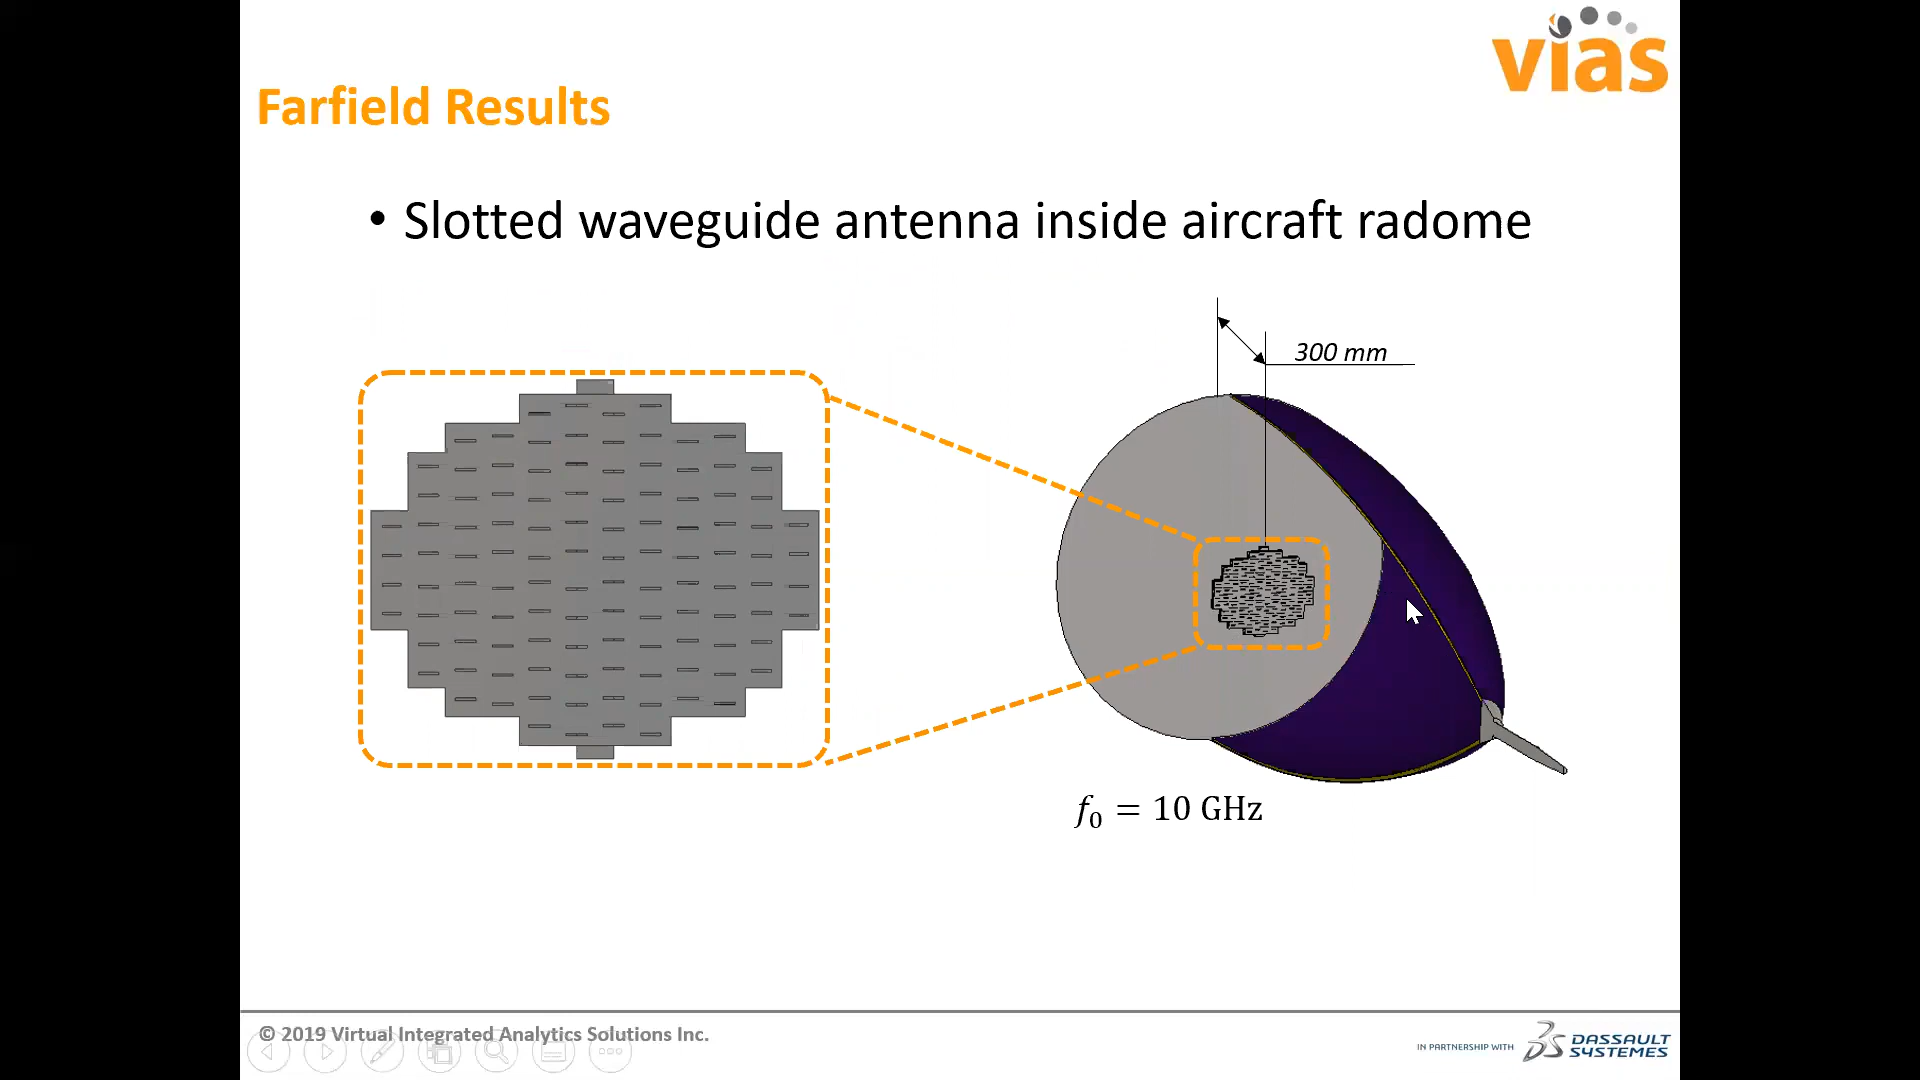 vias
Farfield Results
• Slotted waveguide antenna inside aircraft radome
300 mm
f₀ = 10 GHz
© 2019 Virtual Integrated Analytics Solutions Inc.
IN PARTNERSHIP WITH
DASSAULT
SYSTEMES